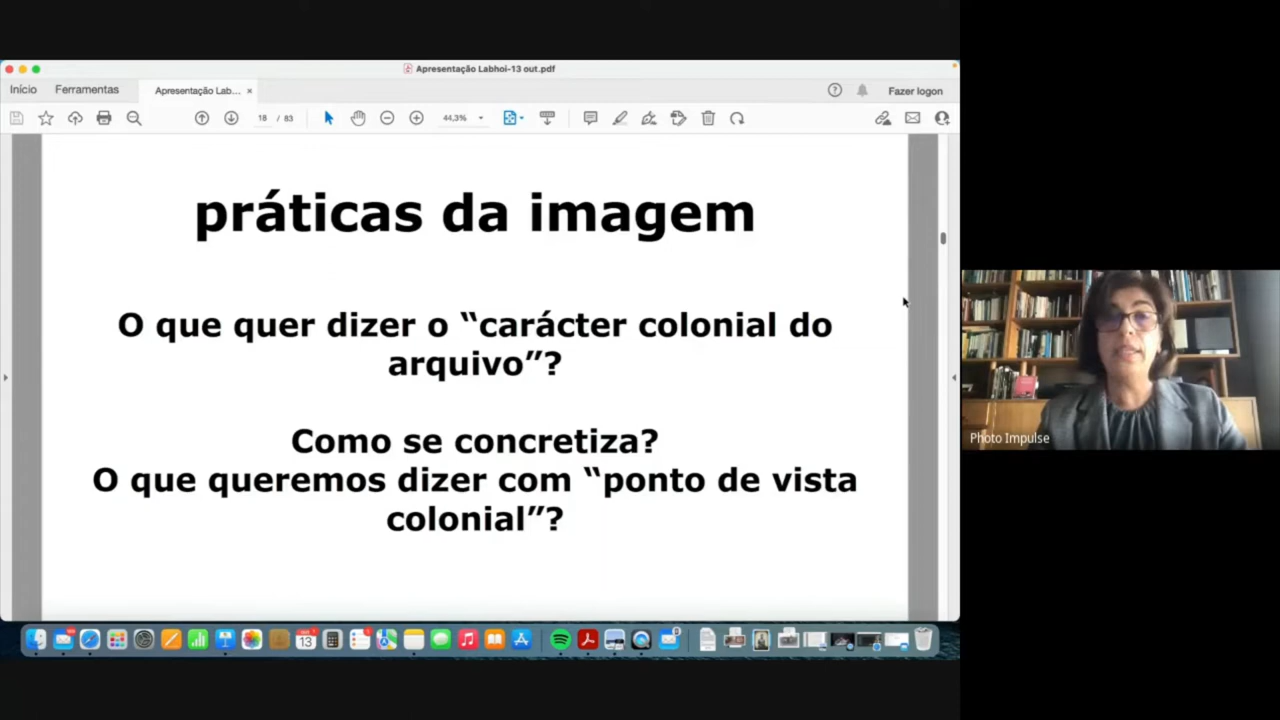 Apresentação Labhoi-13 out.pdf
Início
Ferramentas
Apresentação Lab...
Fazer logon
18 / 83
44,3%
práticas da imagem
O que quer dizer o “carácter colonial do
arquivo”?
Como se concretiza?
O que queremos dizer com “ponto de vista
colonial”?
Photo Impulse
13